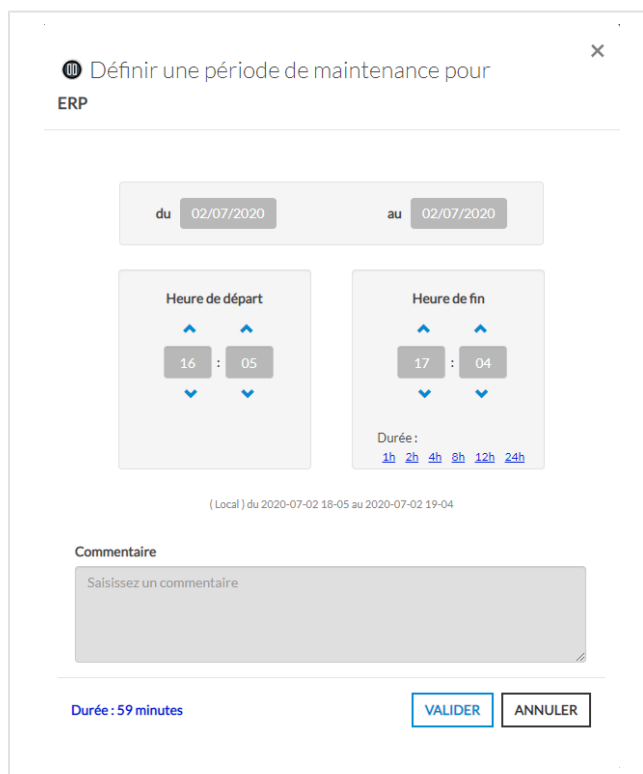 ×
Définir une période de maintenance pour
ERP
du 02/07/2020 au 02/07/2020
Heure de départ
16 : 05
Heure de fin
17 : 04
Durée :
1h 2h 4h 8h 12h 24h
( Local ) du 2020-07-02 18-05 au 2020-07-02 19-04
Commentaire
Saisissez un commentaire
Durée : 59 minutes
VALIDER
ANNULER